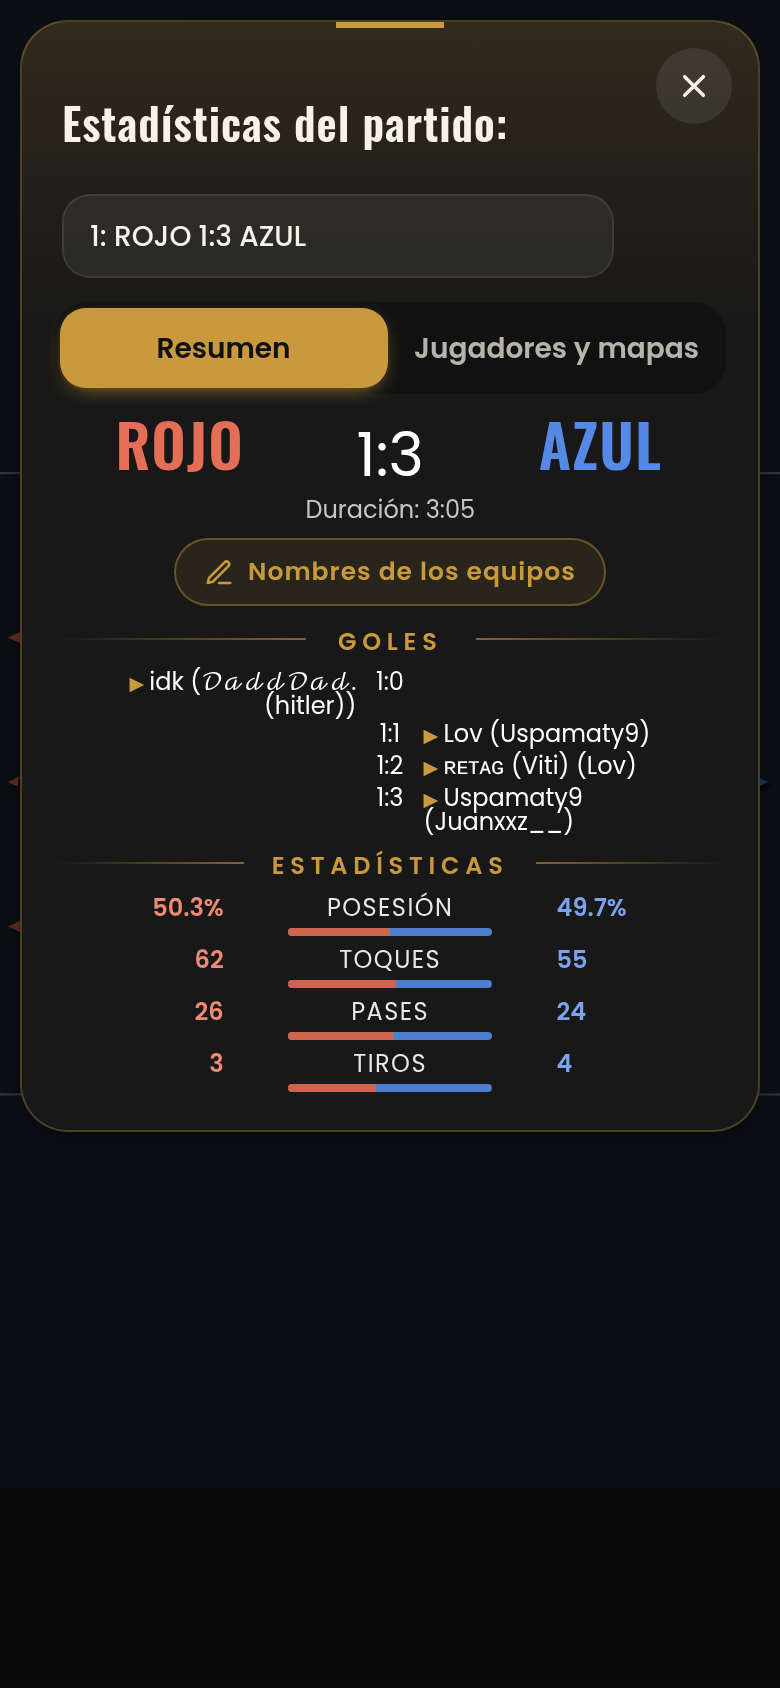 Estadísticas del partido:
1: ROJO 1:3 AZUL
Resumen Jugadores y mapas
ROJO 1:3 AZUL
Duración: 3:05
Nombres de los equipos
GOLES
▶ idk (𝓓𝓪𝓭𝓭𝓓𝓪𝓭. 1:0
(hitler))
1:1 ▶ Lov (Uspamaty9)
1:2 ▶ ʀᴇᴛᴀɢ (Viti) (Lov)
1:3 ▶ Uspamaty9
(Juanxxz__)
ESTADÍSTICAS
50.3% POSESIÓN 49.7%
62 TOQUES 55
26 PASES 24
3 TIROS 4